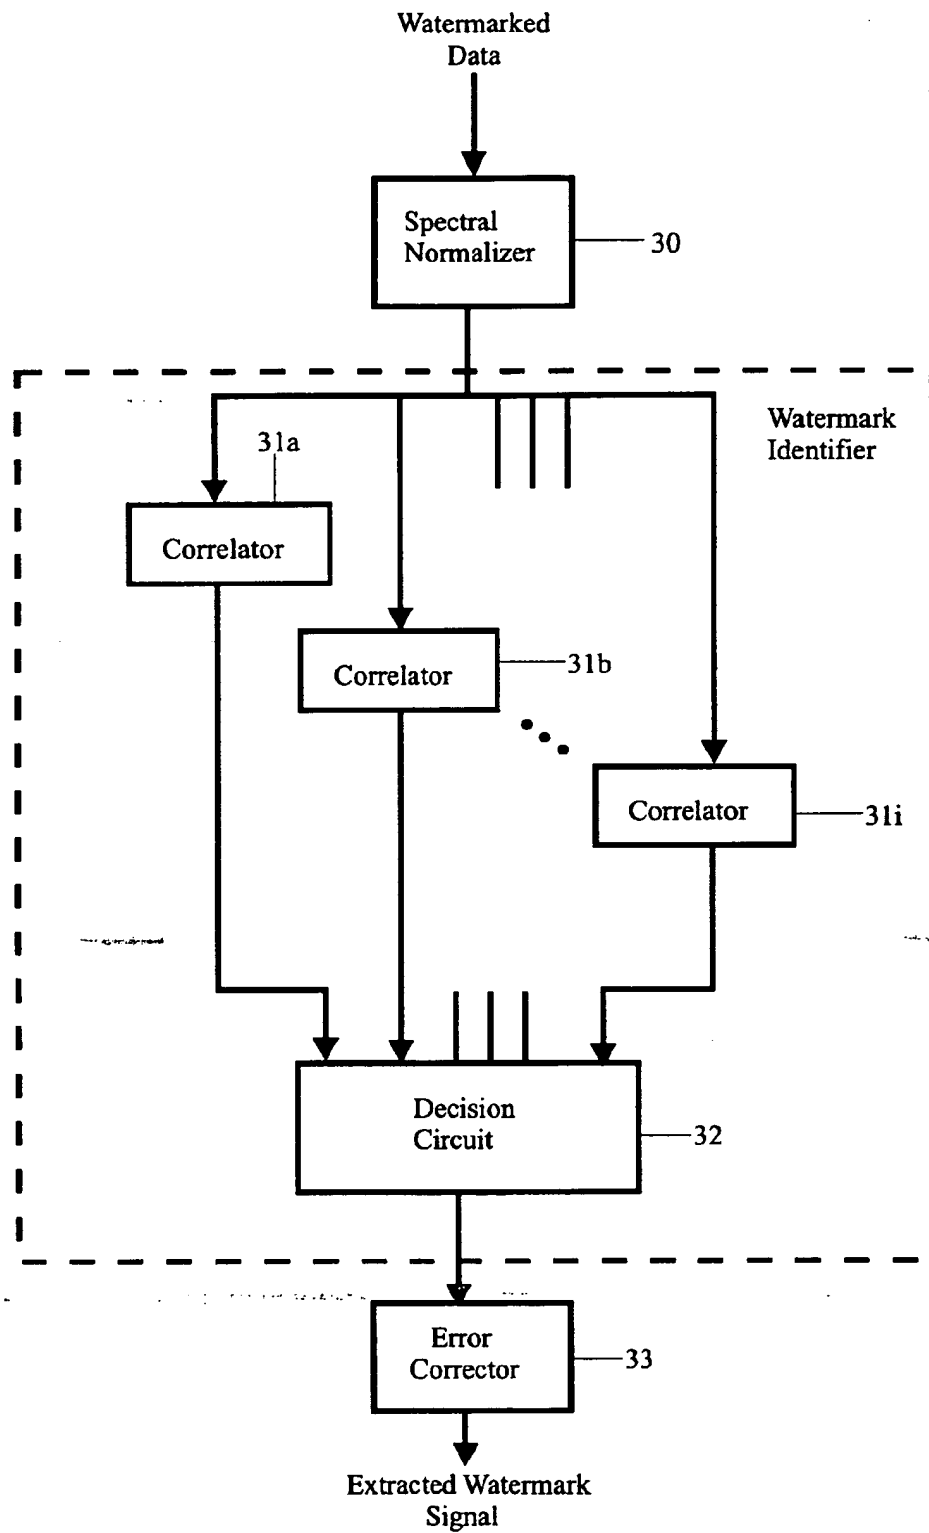 Watermarked
Data
Spectral
Normalizer
30
Watermark
Identifier
31a
Correlator
Correlator
31b
Correlator
31i
Decision
Circuit
32
Error
Corrector
33
Extracted Watermark
Signal